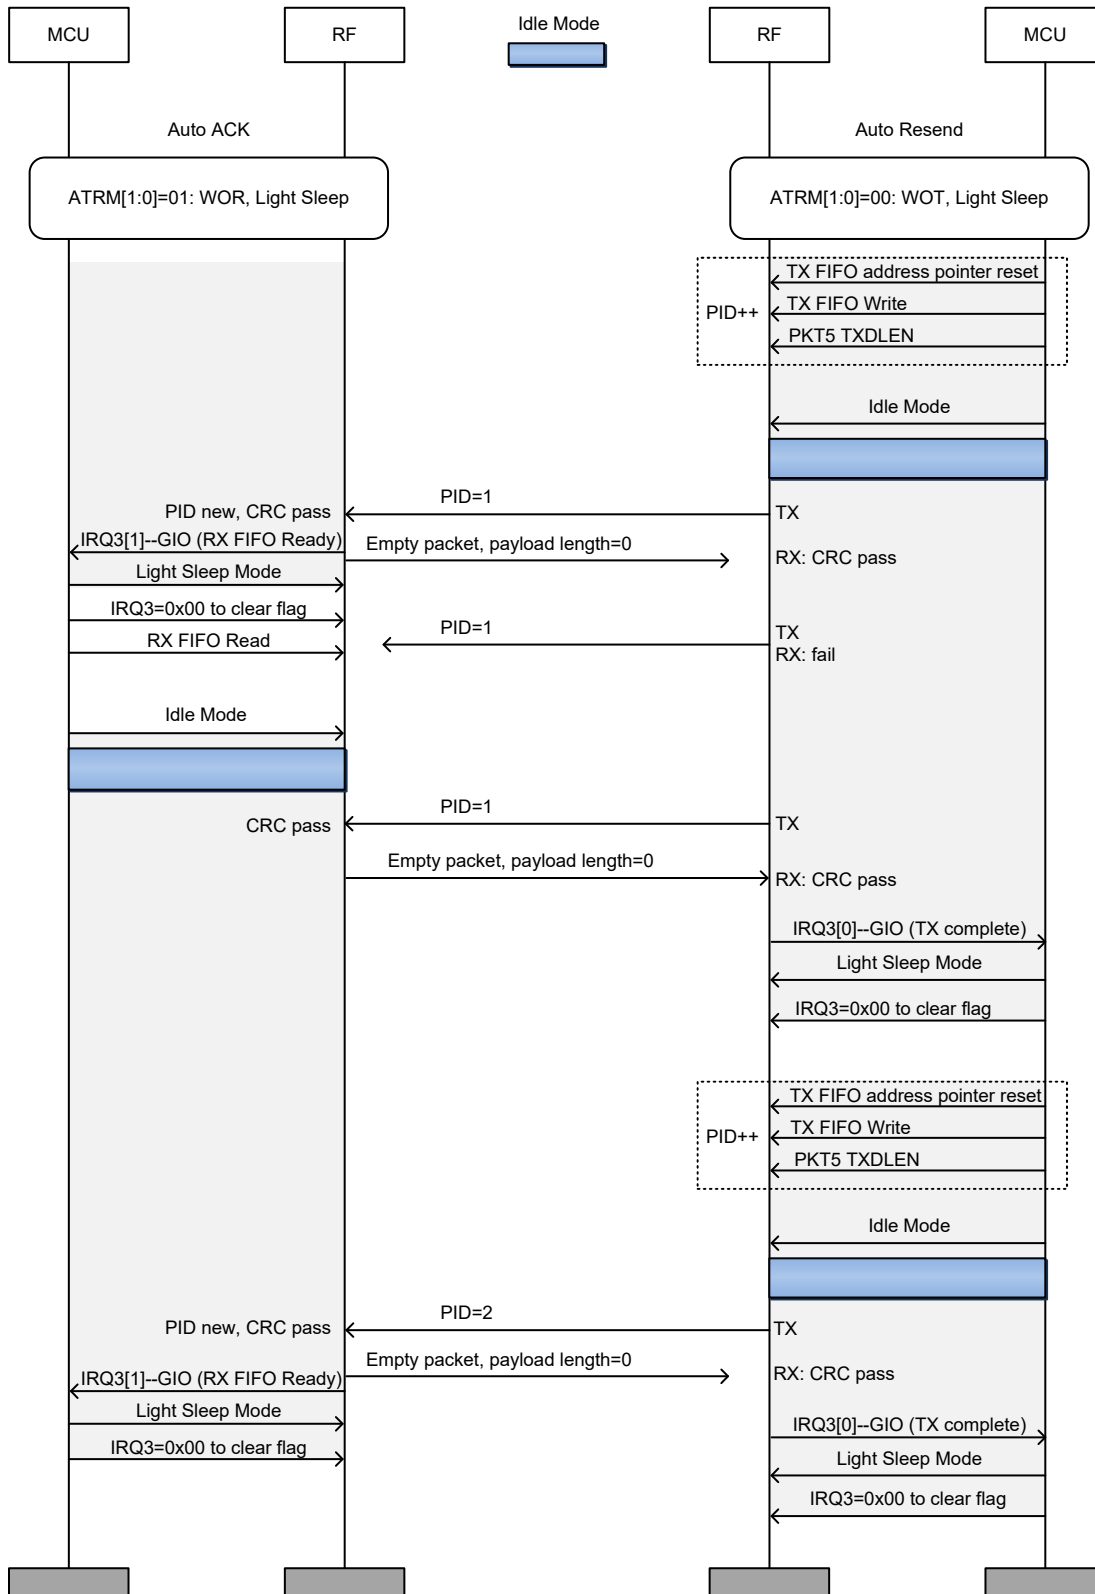 MCU
RF
Idle Mode
RF
MCU
Auto ACK
Auto Resend
ATRM[1:0]=01: WOR, Light Sleep
ATRM[1:0]=00: WOT, Light Sleep
TX FIFO address pointer reset
PID++
TX FIFO Write
PKT5 TXDLEN
Idle Mode
PID=1
PID new, CRC pass
TX
IRQ3[1]--GIO (RX FIFO Ready)
Empty packet, payload length=0
RX: CRC pass
Light Sleep Mode
IRQ3=0x00 to clear flag
PID=1
TX
RX FIFO Read
RX: fail
Idle Mode
PID=1
CRC pass
TX
Empty packet, payload length=0
RX: CRC pass
IRQ3[0]--GIO (TX complete)
Light Sleep Mode
IRQ3=0x00 to clear flag
TX FIFO address pointer reset
PID++
TX FIFO Write
PKT5 TXDLEN
Idle Mode
PID=2
PID new, CRC pass
TX
Empty packet, payload length=0
RX: CRC pass
IRQ3[1]--GIO (RX FIFO Ready)
Light Sleep Mode
IRQ3[0]--GIO (TX complete)
IRQ3=0x00 to clear flag
Light Sleep Mode
IRQ3=0x00 to clear flag